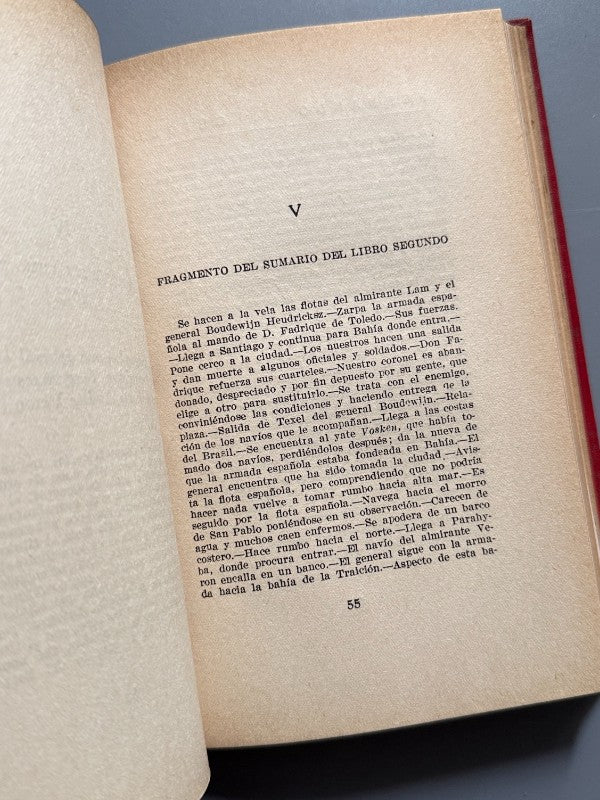 V
FRAGMENTO DEL SUMARIO DEL LIBRO SEGUNDO
Se hacen a la vela las flotas del almirante Lam y el
general Boudewijn Heudricksz.—Zarpa la armada espa-
ñola al mando de D. Fadrique de Toledo.—Sus fuerzas.
—Llega a Santiago y continua para Bahía donde entra.—
Pone cerco a la ciudad.—Los nuestros hacen una salida
y dan muerte a algunos oficiales y soldados.—Don Fa-
drique refuerza sus cuarteles.—Nuestro coronel es aban-
donado, despreciado y por fin depuesto por su gente, que
elige a otro para sustituirlo.—Se trata con el enemigo,
conviniéndose las condiciones y haciendo entrega de la
plaza.—Salida de Texel del general Boudewijn.—Rela-
ción de los navíos que le acompañan.—Llega a las costas
del Brasil.—Se encuentra al yate Vosken, que había to-
mado dos navíos, perdiéndolos después; da la nueva de
que la armada española estaba fondeada en Bahía.—El
general encuentra que ha sido tomada la ciudad.—Avis-
ta la flota española, pero comprendiendo que no podría
hacer nada vuelve a tomar rumbo hacia alta mar.—Es
seguido por la flota española.—Navega hacia el morro
de San Pablo poniéndose en su observación.—Carecen de
agua y muchos caen enfermos.—Se apodera de un barco
costero.—Hace rumbo hacia el norte.—Llega a Parahy-
ba, donde procura entrar.—El navío del almirante Ve-
ron encalla en un banco.—El general sigue con la arma-
da hacia la bahía de la Traición.—Aspecto de esta ba-
55